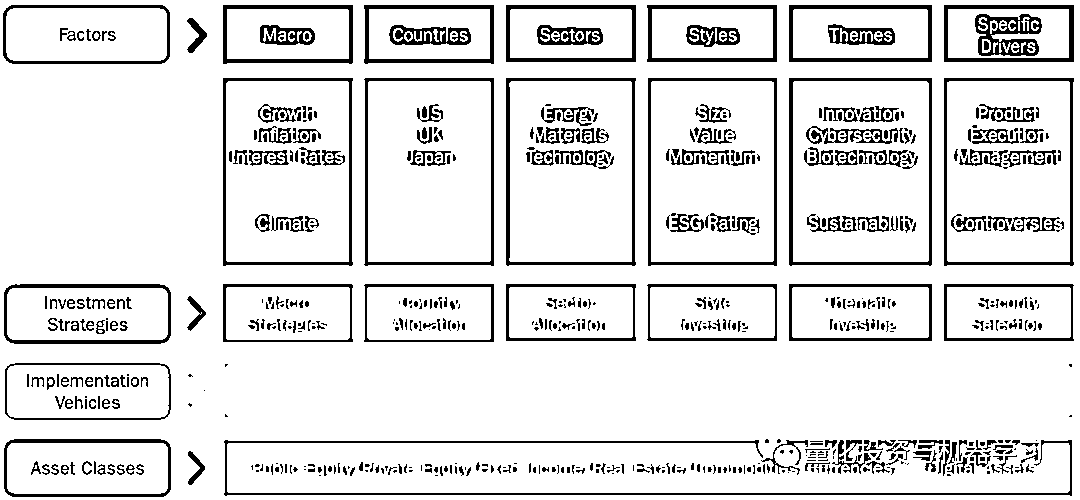 Factors
Macro
Countries
Sectors
Styles
Themes
Specific
Drivers
Growth
Inflation
Interest Rates
Climate
US
UK
Japan
Energy
Materials
Technology
Size
Value
Momentum
ESG Rating
Innovation
Cybersecurity
Biotechnology
Sustainability
Product
Execution
Management
Controversies
Investment
Strategies
Macro
Strategies
Country
Allocation
Sector
Allocation
Style
Investing
Thematic
Investing
Security
Selection
Implementation
Vehicles
Asset Classes
Public Equity Private Equity Fixed Income Real Estate Commodities Currencies Digital Assets
量化投资与机器学习